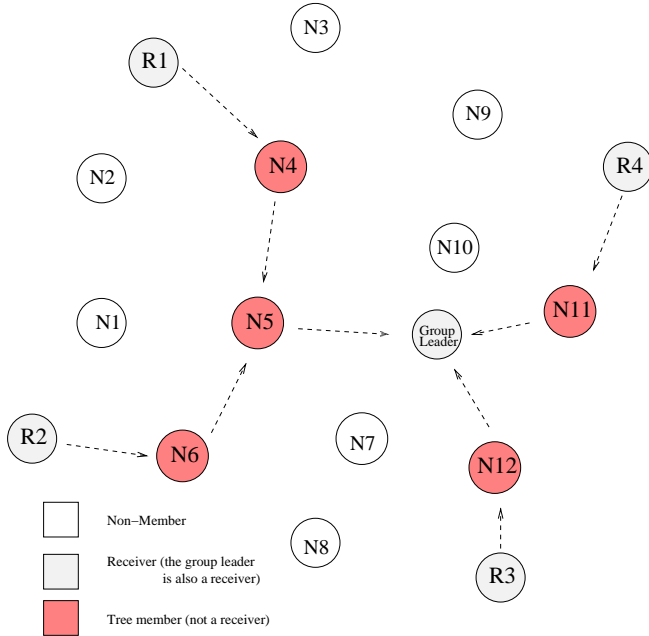 N3
R1
N9
N4
R4
N2
N10
N11
N1
N5
Group
Leader
R2
N7
N6
N12
Non−Member
N8
Receiver (the group leader
is also a receiver)
R3
Tree member (not a receiver)